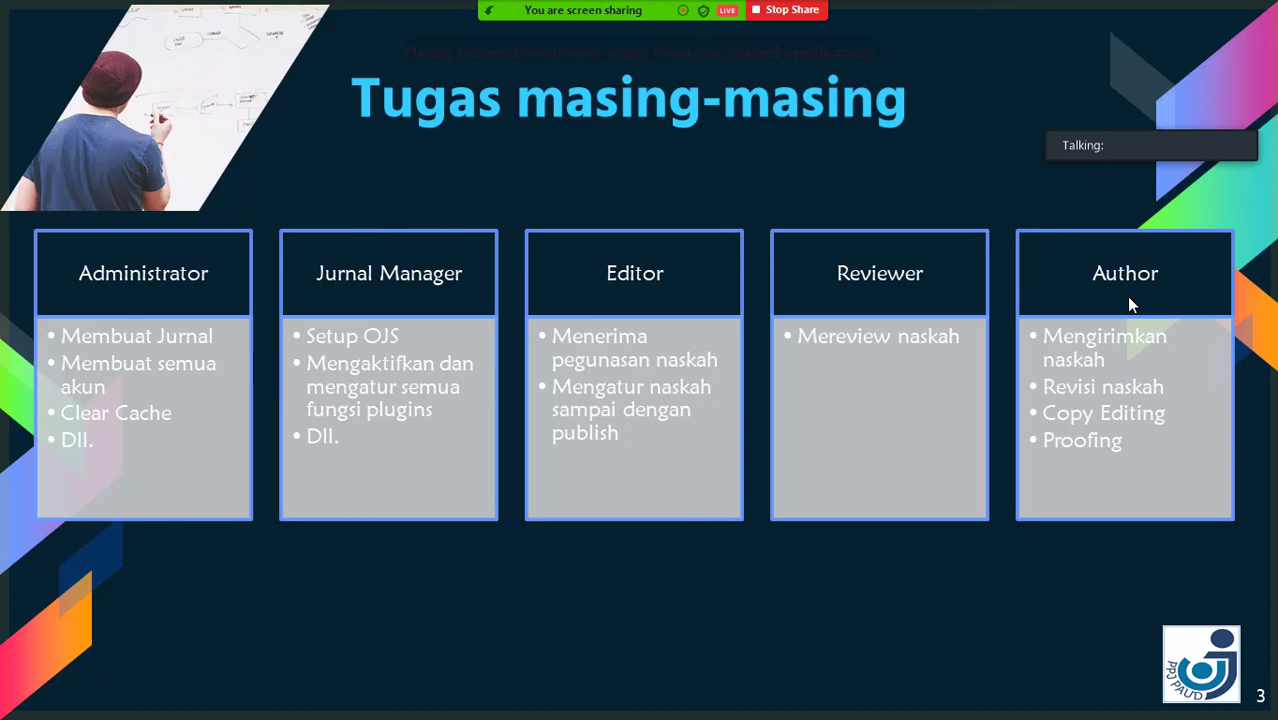 You are screen sharing
LIVE
Stop Share
Tugas masing-masing
Talking:
Administrator
• Membuat Jurnal
• Membuat semua
akun
• Clear Cache
• Dll.
Jurnal Manager
• Setup OJS
• Mengaktifkan dan
mengatur semua
fungsi plugins
• Dll.
Editor
• Menerima
pegunasan naskah
• Mengatur naskah
sampai dengan
publish
Reviewer
• Mereview naskah
Author
• Mengirimkan
naskah
• Revisi naskah
• Copy Editing
• Proofing
PPJ PAUD
3